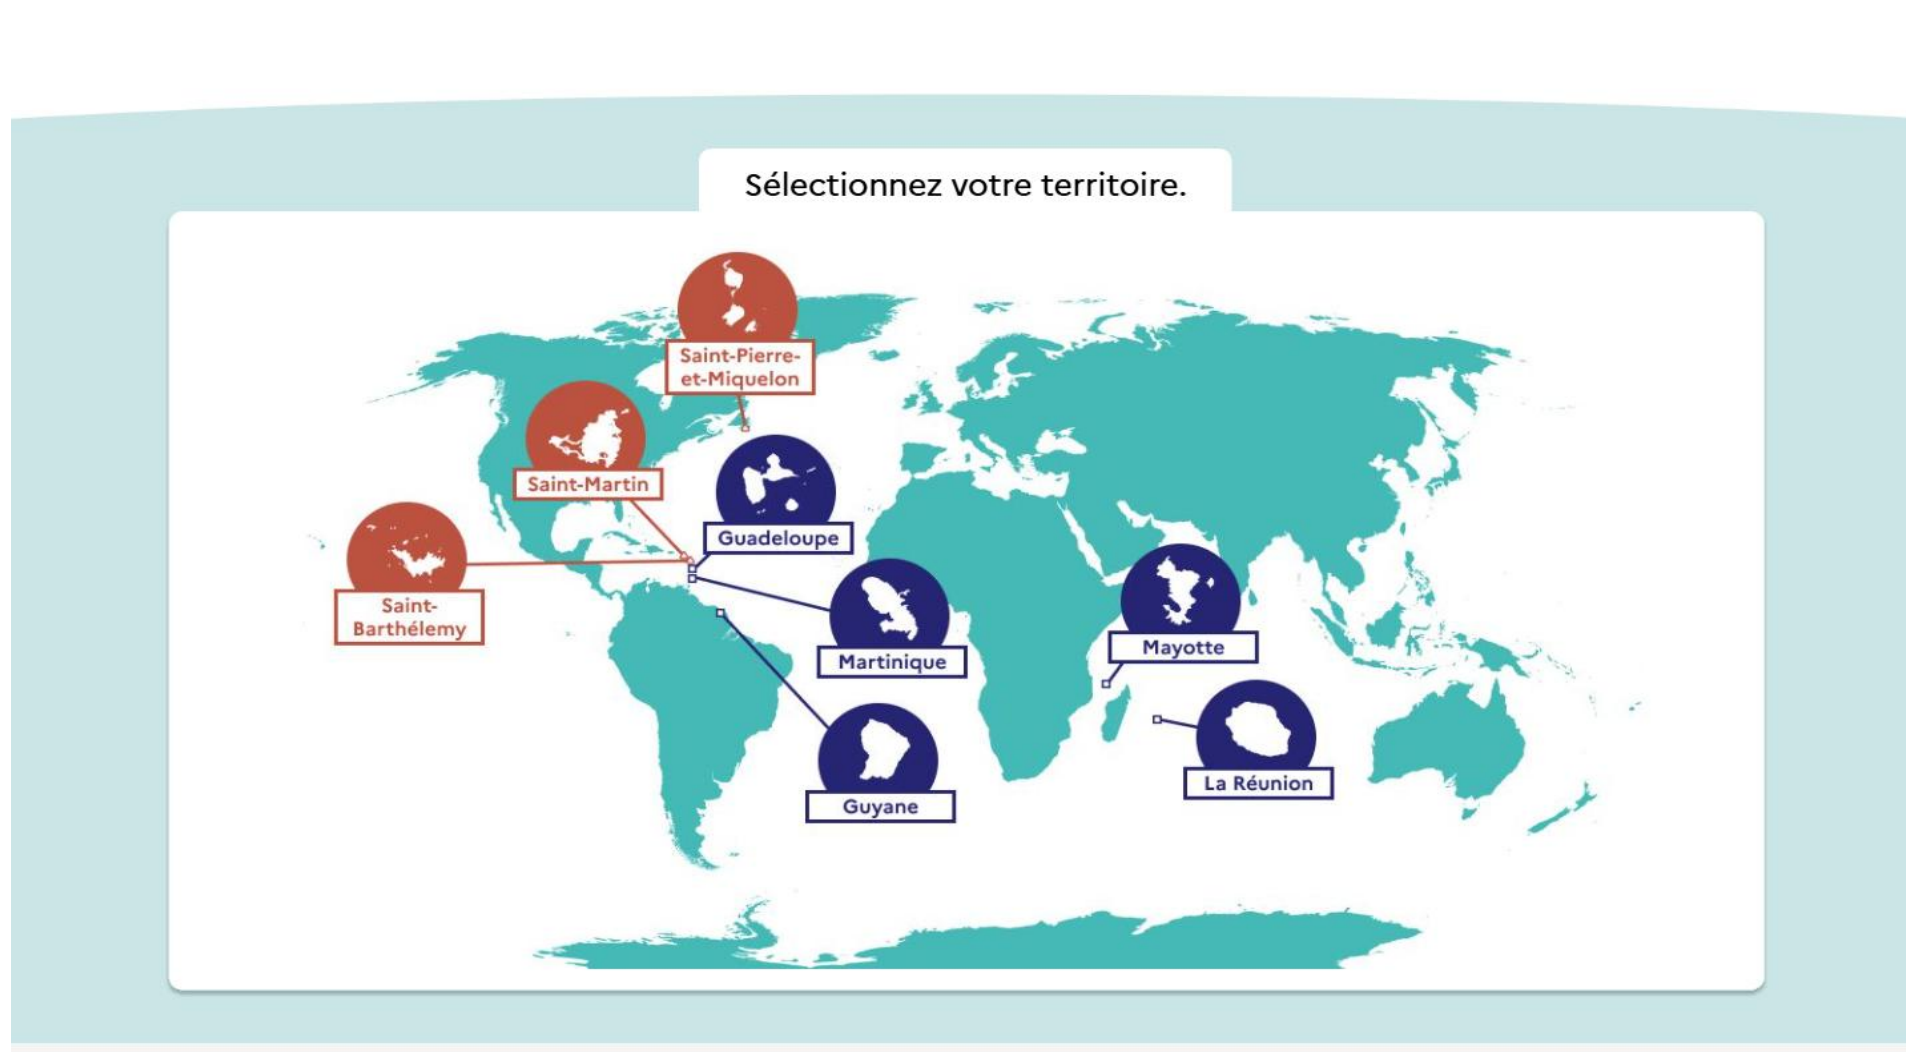 Sélectionnez votre territoire.
Saint-Pierre-
et-Miquelon
Saint-Martin
Guadeloupe
Saint-
Barthélemy
Martinique
Mayotte
La Réunion
Guyane